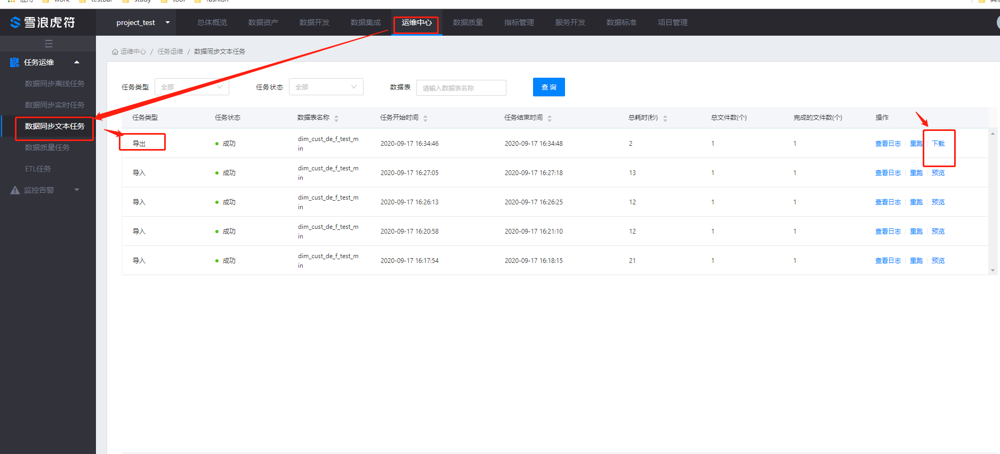 应用 work testBar study tool fashion
雪浪虎符 project_test 总体概览 数据资产 数据开发 数据集成 运维中心 数据质量 指标管理 服务开发 数据标准 项目管理
任务运维
数据同步离线任务
数据同步实时任务
数据同步文本任务
数据质量任务
ETL任务
监控告警
运维中心 / 任务运维 / 数据同步文本任务
任务类型 全部 任务状态 全部 数据表 请输入数据表名称 查 询
任务类型 任务状态 数据表名称 任务开始时间 任务结束时间 总耗时(秒) 总文件数(个) 完成的文件数(个) 操作
导出 成功 dim_cust_de_f_test_m
in 2020-09-17 16:34:46 2020-09-17 16:34:48 2 1 1 查看日志 重跑 下载
导入 成功 dim_cust_de_f_test_m
in 2020-09-17 16:27:05 2020-09-17 16:27:18 13 1 1 查看日志 重跑 预览
导入 成功 dim_cust_de_f_test_m
in 2020-09-17 16:26:13 2020-09-17 16:26:25 12 1 1 查看日志 重跑 预览
导入 成功 dim_cust_de_f_test_m
in 2020-09-17 16:20:58 2020-09-17 16:21:10 12 1 1 查看日志 重跑 预览
导入 成功 dim_cust_de_f_test_m
in 2020-09-17 16:17:54 2020-09-17 16:18:15 21 1 1 查看日志 重跑 预览